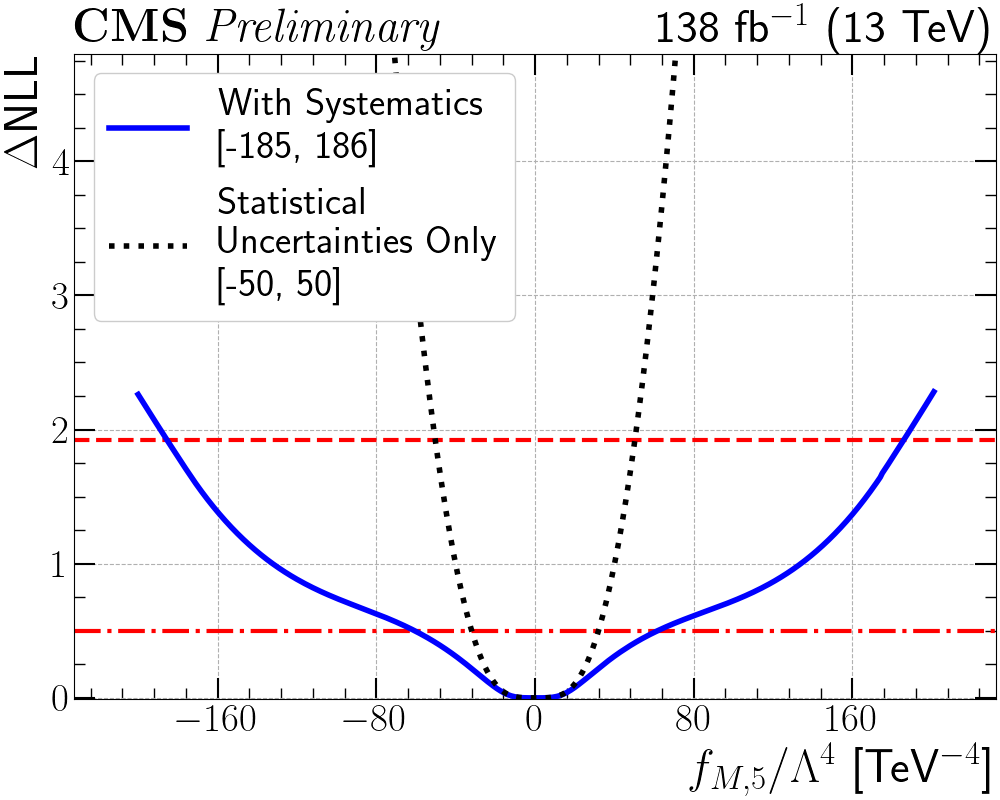 CMS Preliminary 138 fb⁻¹ (13 TeV)
ΔNLL
With Systematics
[-185, 186]
Statistical
Uncertainties Only
[-50, 50]
4
3
2
1
0
−160 −80 0 80 160
f_{M,5}/Λ⁴ [TeV⁻⁴]